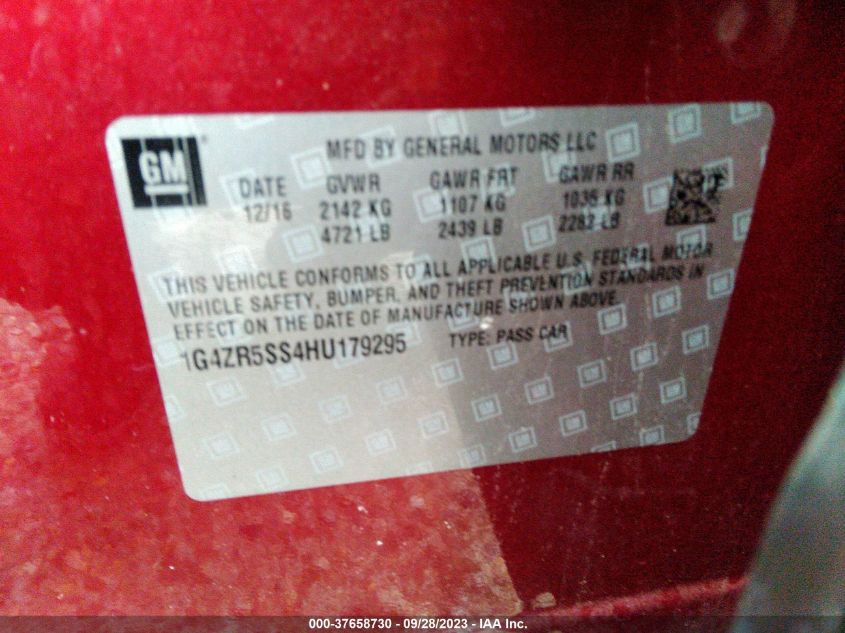 GM
MFD BY GENERAL MOTORS LLC
DATE GVWR GAWR FRT GAWR RR
12/16 2142 KG 1107 KG 1035 KG
4721 LB 2439 LB 2282 LB
THIS VEHICLE CONFORMS TO ALL APPLICABLE U.S. FEDERAL MOTOR
VEHICLE SAFETY, BUMPER, AND THEFT PREVENTION STANDARDS IN
EFFECT ON THE DATE OF MANUFACTURE SHOWN ABOVE.
1G4ZR5SS4HU179295 TYPE: PASS CAR
000-37658730 - 09/28/2023 - IAA Inc.